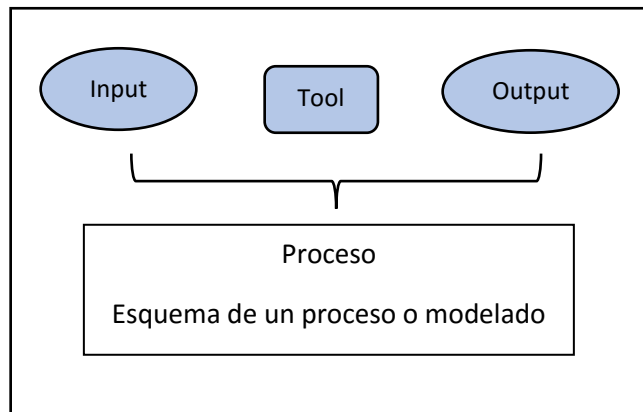 Input
Tool
Output
Proceso
Esquema de un proceso o modelado